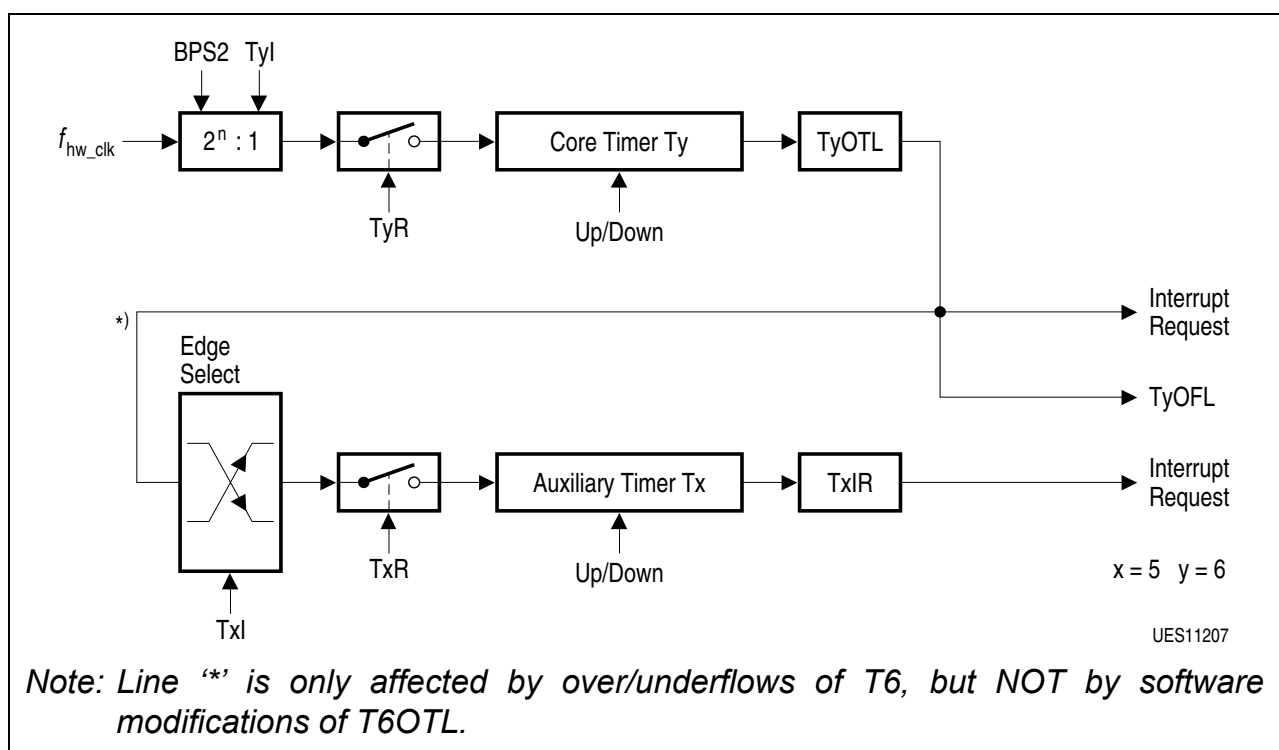 BPS2 TyI
f hw_clk
2ⁿ : 1
Core Timer Ty
TyOTL
TyR
Up/Down
*)
Interrupt
Request
Edge
Select
TyOFL
Auxiliary Timer Tx
TxIR
Interrupt
Request
TxR
Up/Down
x = 5 y = 6
TxI
UES11207
Note: Line ‘*’ is only affected by over/underflows of T6, but NOT by software
modifications of T6OTL.